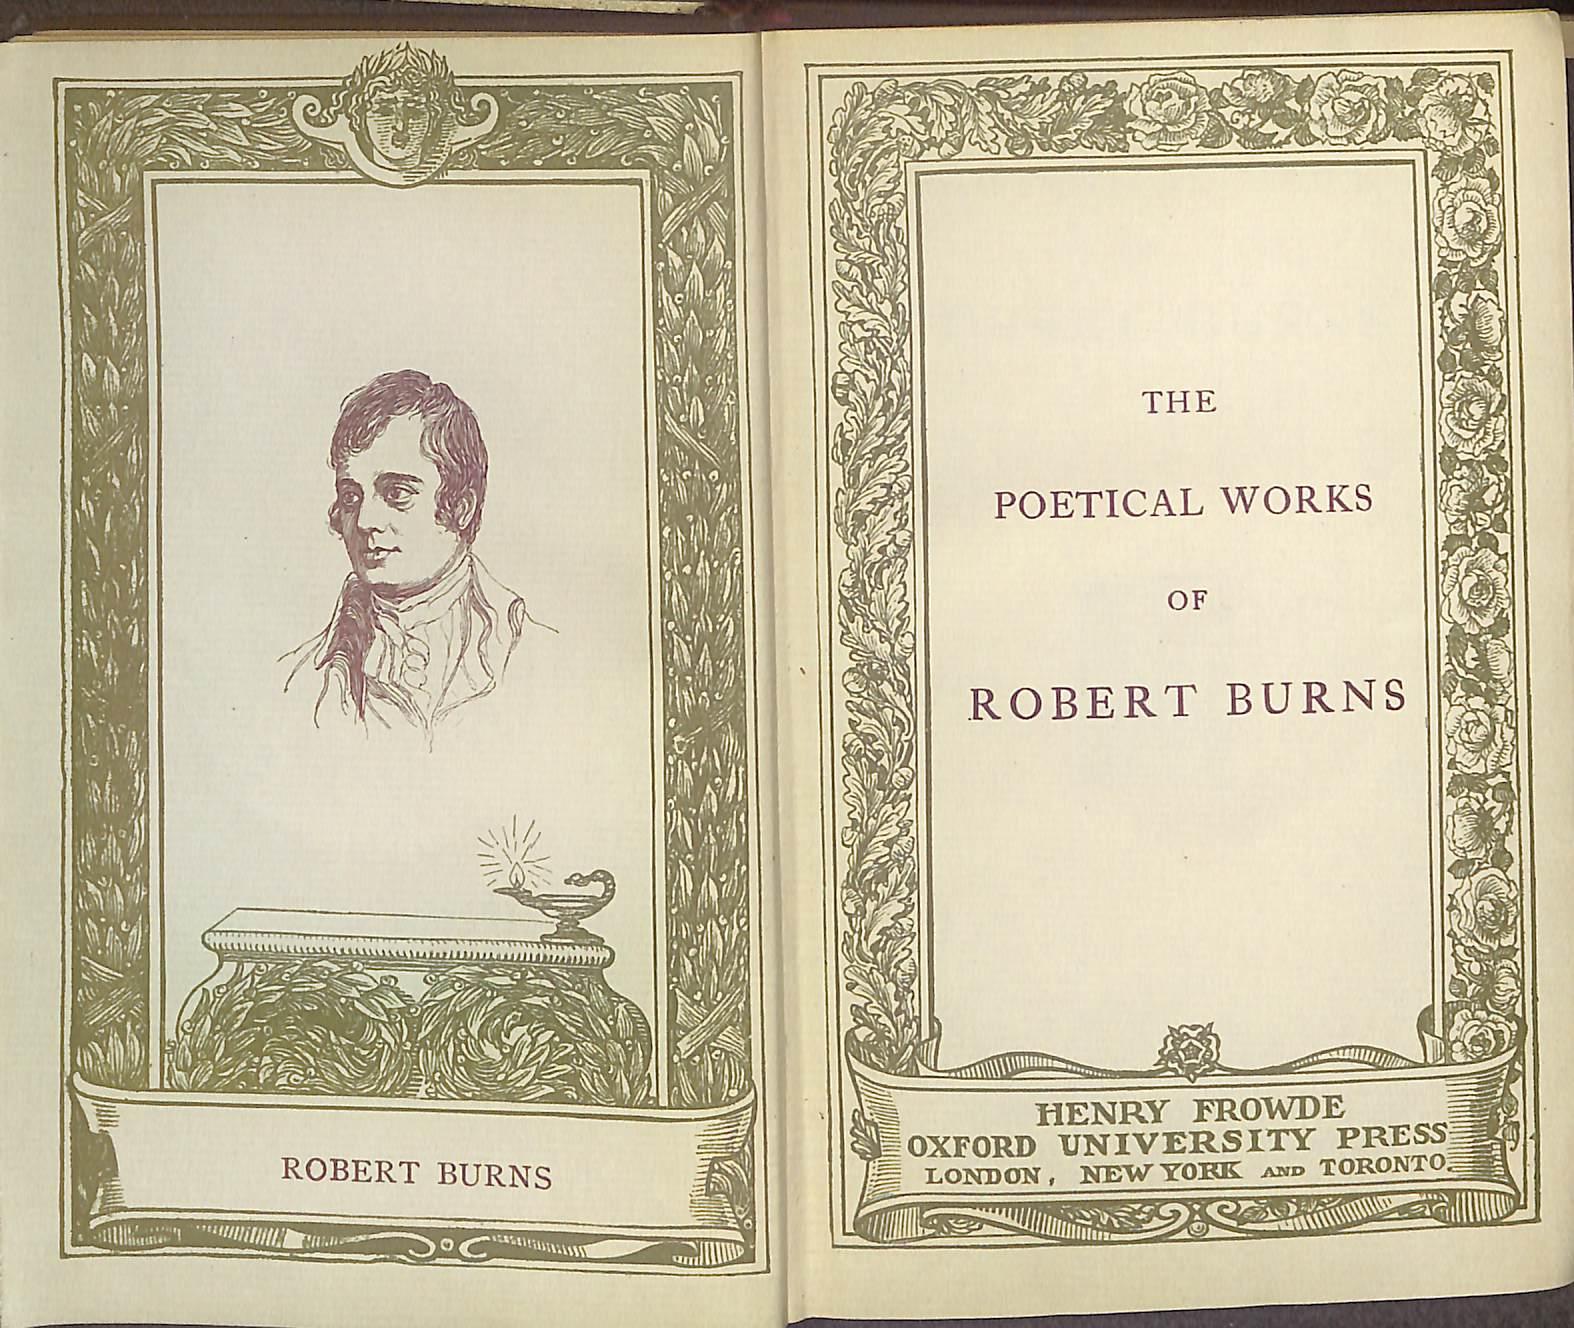 ROBERT BURNS
THE
POETICAL WORKS
OF
ROBERT BURNS
HENRY FROWDE
OXFORD UNIVERSITY PRESS
LONDON, NEW YORK AND TORONTO.